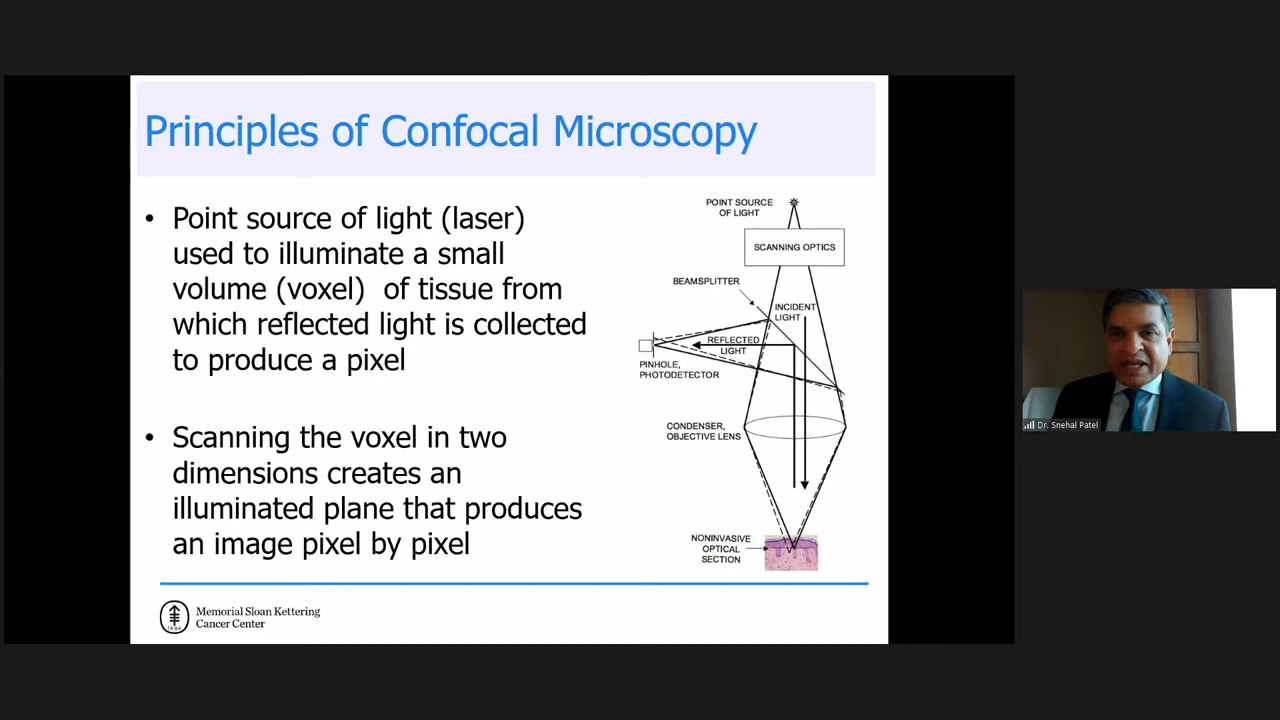 Principles of Confocal Microscopy
• Point source of light (laser)
used to illuminate a small
volume (voxel)  of tissue from
which reflected light is collected
to produce a pixel
• Scanning the voxel in two
dimensions creates an
illuminated plane that produces
an image pixel by pixel
POINT SOURCE
OF LIGHT
SCANNING OPTICS
BEAMSPLITTER
INCIDENT
LIGHT
REFLECTED
LIGHT
PINHOLE,
PHOTODETECTOR
CONDENSER,
OBJECTIVE LENS
NONINVASIVE
OPTICAL
SECTION
Memorial Sloan Kettering
Cancer Center
Dr. Snehal Patel